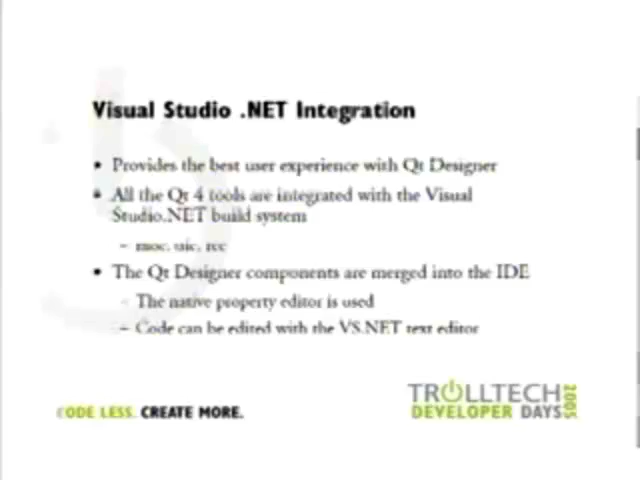 Visual Studio .NET Integration
• Provides the best user experience with Qt Designer
• All the Qt 4 tools are integrated with the Visual
Studio.NET build system
– moc, uic, rcc
• The Qt Designer components are merged into the IDE
– The native property editor is used
– Code can be edited with the VS.NET text editor
CODE LESS. CREATE MORE.
TROLLTECH
DEVELOPER DAYS
2005